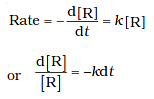 Rate = − d[R]/dt = k[R]
or d[R]/[R] = −kdt